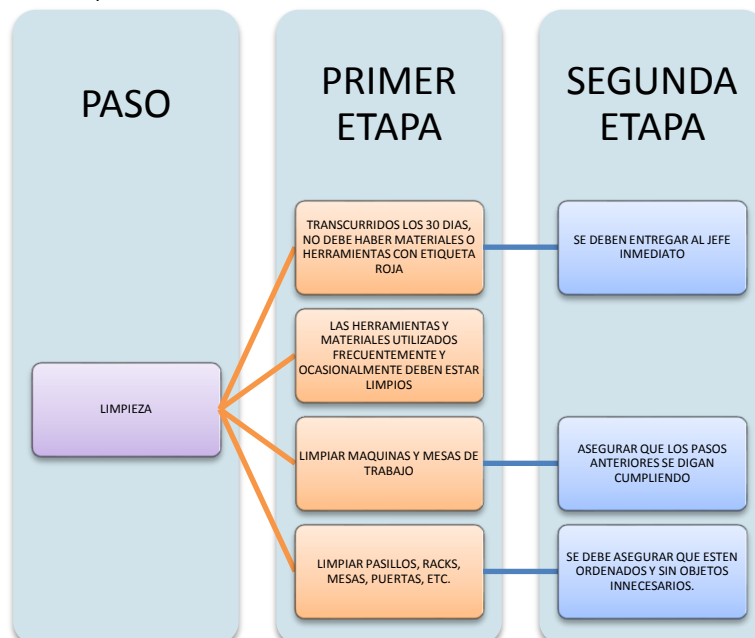 PASO
PRIMER
ETAPA
SEGUNDA
ETAPA
TRANSCURRIDOS LOS 30 DIAS,
NO DEBE HABER MATERIALES O
HERRAMIENTAS CON ETIQUETA
ROJA
SE DEBEN ENTREGAR AL JEFE
INMEDIATO
LAS HERRAMIENTAS Y
MATERIALES UTILIZADOS
FRECUENTEMENTE Y
OCASIONALMENTE DEBEN ESTAR
LIMPIOS
LIMPIEZA
LIMPIAR MAQUINAS Y MESAS DE
TRABAJO
ASEGURAR QUE LOS PASOS
ANTERIORES SE DIGAN
CUMPLIENDO
LIMPIAR PASILLOS, RACKS,
MESAS, PUERTAS, ETC.
SE DEBE ASEGURAR QUE ESTEN
ORDENADOS Y SIN OBJETOS
INNECESARIOS.